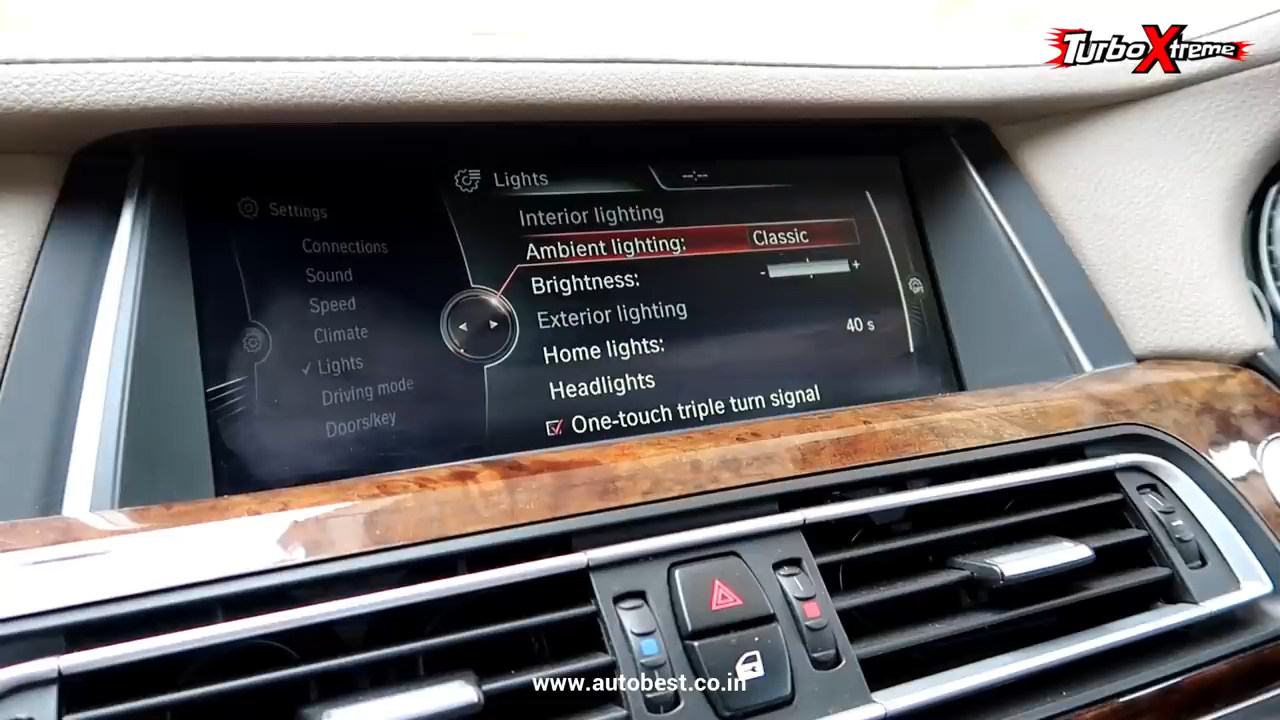 TurboXtreme
Lights
--:--
Settings
Connections
Sound
Speed
Climate
✓ Lights
Driving mode
Doors/key
Interior lighting
Ambient lighting: Classic
Brightness: - +
Exterior lighting
Home lights: 40 s
Headlights
One-touch triple turn signal
www.autobest.co.in